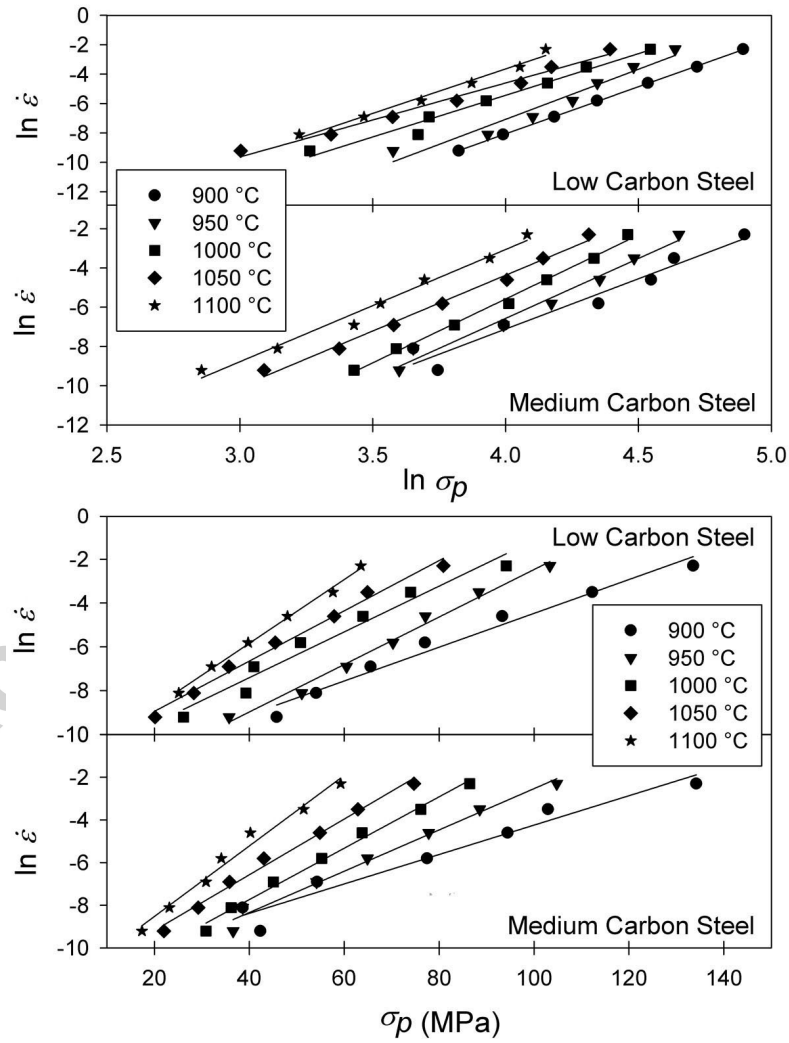 0
-2
-4
-6
-8
-10
-12
ln ε̇
Low Carbon Steel
900 °C
950 °C
1000 °C
1050 °C
1100 °C
-2
-4
-6
-8
-10
-12
ln ε̇
Medium Carbon Steel
2.5 3.0 3.5 4.0 4.5 5.0
ln σp
0
-2
-4
-6
-8
-10
ln ε̇
Low Carbon Steel
900 °C
950 °C
1000 °C
1050 °C
1100 °C
-2
-4
-6
-8
-10
ln ε̇
Medium Carbon Steel
20 40 60 80 100 120 140
σp (MPa)